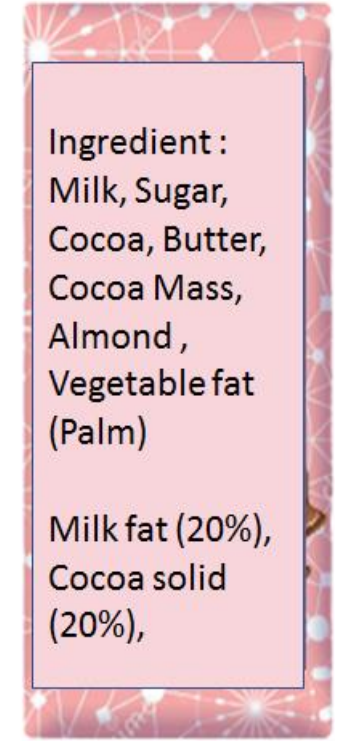 Ingredient :
Milk, Sugar,
Cocoa, Butter,
Cocoa Mass,
Almond ,
Vegetable fat
(Palm)
Milk fat (20%),
Cocoa solid
(20%),